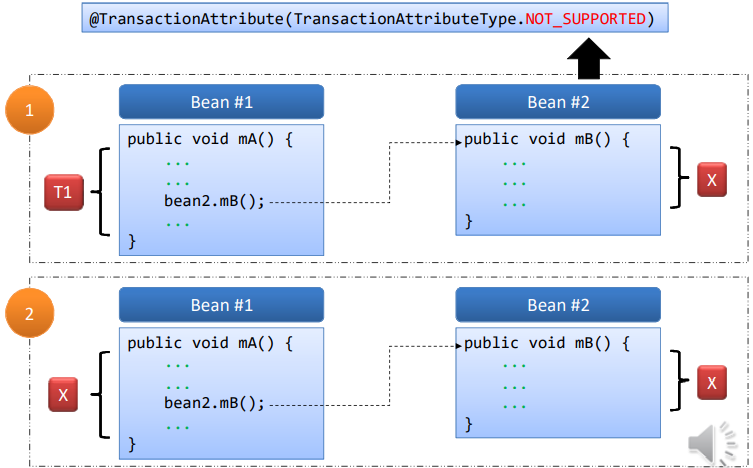 @TransactionAttribute(TransactionAttributeType.NOT_SUPPORTED)
1
Bean #1
Bean #2
public void mA() {
...
...
bean2.mB();
...
}
T1
public void mB() {
...
...
...
}
X
2
Bean #1
Bean #2
public void mA() {
...
...
bean2.mB();
...
}
X
public void mB() {
...
...
...
}
X